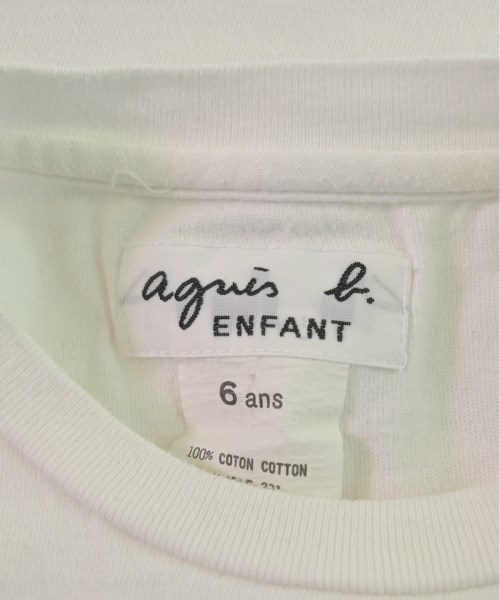 agnès b.
ENFANT
6 ans
100% COTON COTTON